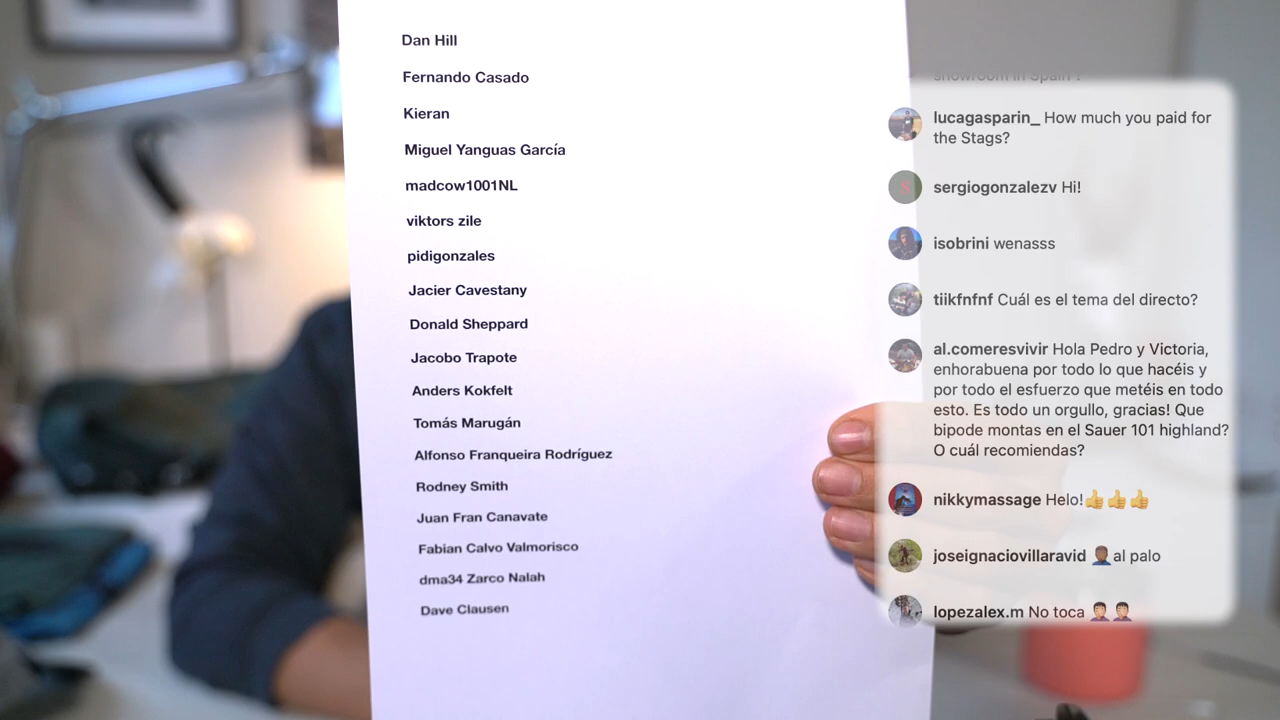 Dan Hill
Fernando Casado
Kieran
Miguel Yanguas García
madcow1001NL
viktors zile
pidigonzales
Jacier Cavestany
Donald Sheppard
Jacobo Trapote
Anders Kokfelt
Tomás Marugán
Alfonso Franqueira Rodríguez
Rodney Smith
Juan Fran Canavate
Fabian Calvo Valmorisco
dma34 Zarco Nalah
Dave Clausen
showroom in Spain ?
lucagasparin_ How much you paid for
the Stags?
sergiogonzalezv Hi!
isobrini wenasss
tiikfnfnf Cuál es el tema del directo?
al.comeresvivir Hola Pedro y Victoria,
enhorabuena por todo lo que hacéis y
por todo el esfuerzo que metéis en todo
esto. Es todo un orgullo, gracias! Que
bipode montas en el Sauer 101 highland?
O cuál recomiendas?
nikkymassage Helo!👍👍👍
joseignaciovillaravid 🤦🏾‍♂️al palo
lopezalex.m No toca 🤦🏽‍♂️🤦🏽‍♂️